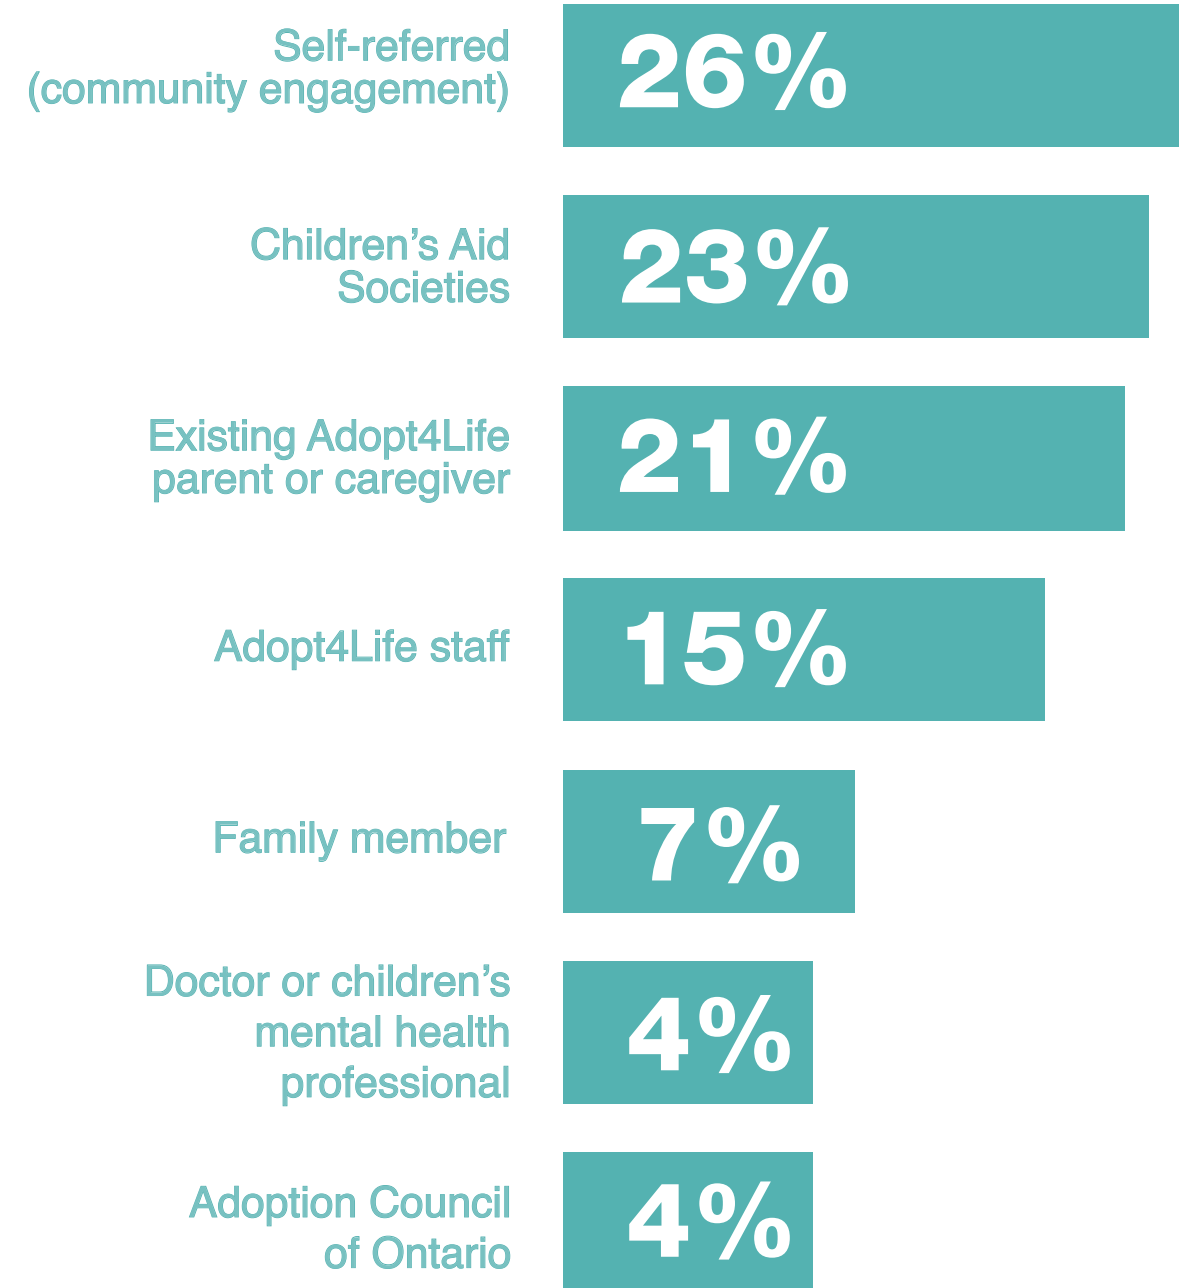 Self-referred
(community engagement)
26%
Children’s Aid
Societies
23%
Existing Adopt4Life
parent or caregiver
21%
Adopt4Life staff
15%
Family member
7%
Doctor or children’s
mental health
professional
4%
Adoption Council
of Ontario
4%